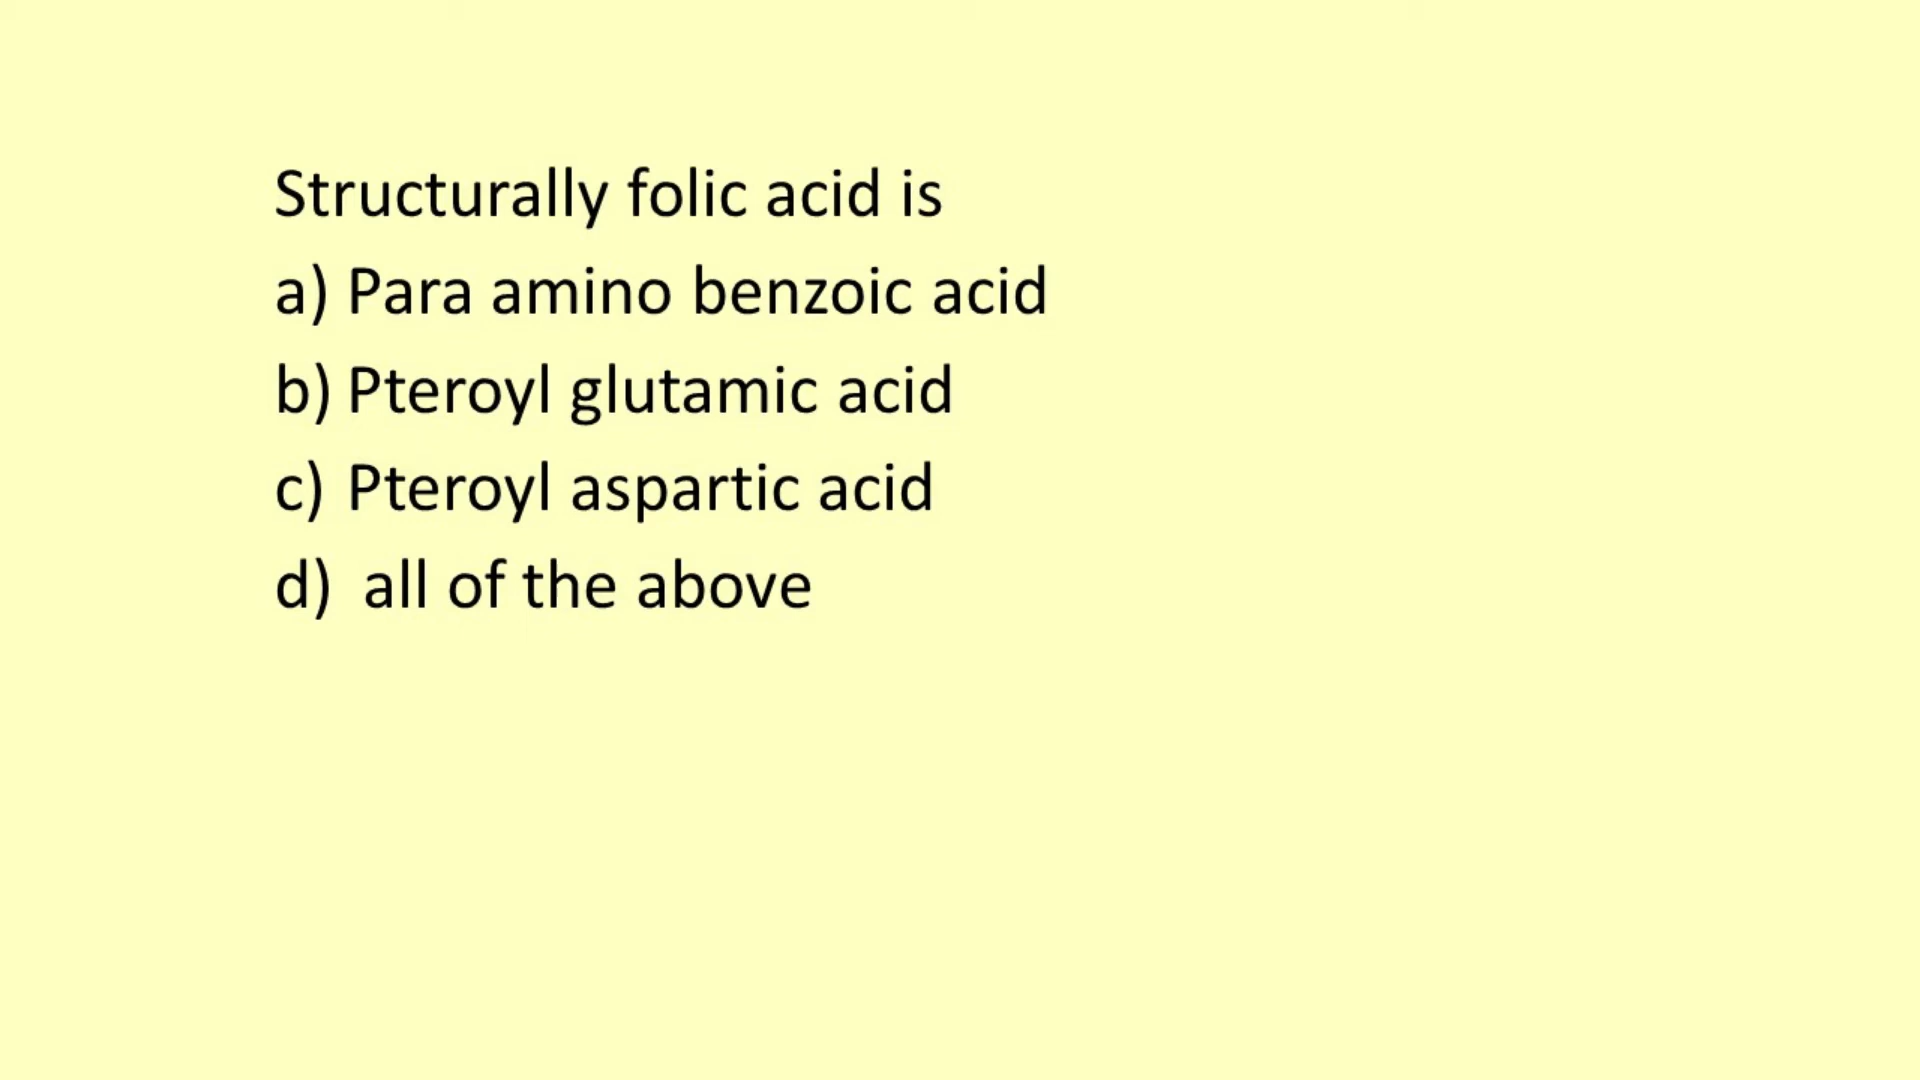 Structurally folic acid is
a) Para amino benzoic acid
b) Pteroyl glutamic acid
c) Pteroyl aspartic acid
d) all of the above